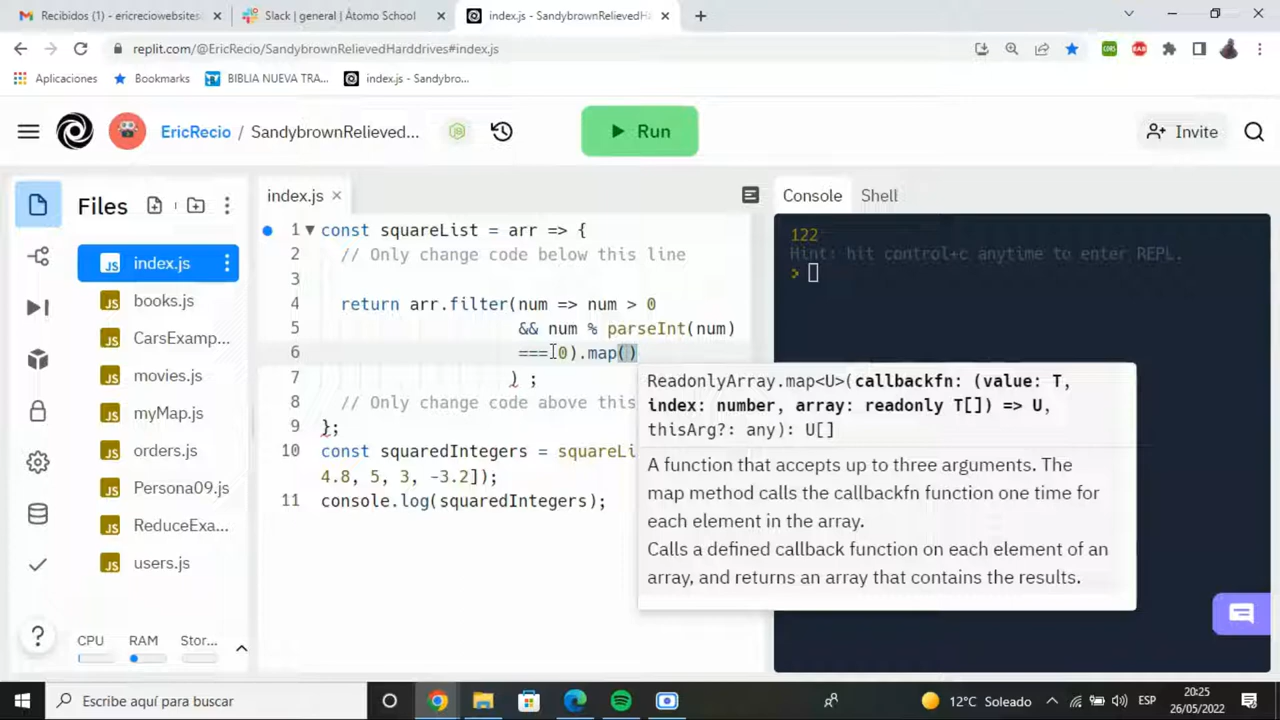 Recibidos (1) - ericreciowebsites
Slack | general | Átomo School
index.js - SandybrownRelievedHa
replit.com/@EricRecio/SandybrownRelievedHarddrives#index.js
Aplicaciones
Bookmarks
BIBLIA NUEVA TRA...
index.js - Sandybro...
EricRecio / SandybrownRelieved...
Run
Invite
Files
index.js
books.js
CarsExamp...
movies.js
myMap.js
orders.js
Persona09.js
ReduceExa...
users.js
CPU
RAM
Stor...
index.js
1 const squareList = arr => {
2 // Only change code below this line
3
4 return arr.filter(num => num > 0
5 && num % parseInt(num)
6 === 0).map()
7 ) ;
8 // Only change code above this
9 };
10 const squaredIntegers = squareLi
4.8, 5, 3, -3.2]);
11 console.log(squaredIntegers);
ReadonlyArray.map<U>(callbackfn: (value: T,
index: number, array: readonly T[]) => U,
thisArg?: any): U[]
A function that accepts up to three arguments. The
map method calls the callbackfn function one time for
each element in the array.
Calls a defined callback function on each element of an
array, and returns an array that contains the results.
Console
Shell
122
Hint: hit control+c anytime to enter REPL.
>
Escribe aquí para buscar
12°C Soleado
ESP
20:25
26/05/2022